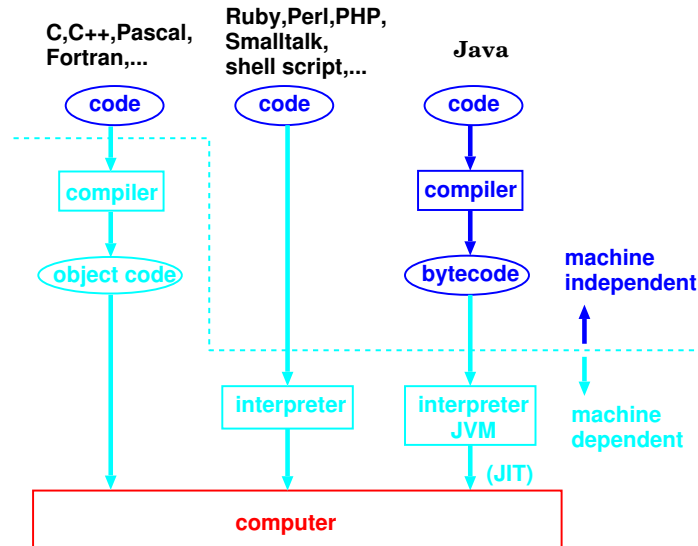 C,C++,Pascal,
Fortran,...
Ruby,Perl,PHP,
Smalltalk,
shell script,...
Java
code
code
code
compiler
compiler
object code
bytecode
machine
independent
interpreter
interpreter
JVM
machine
dependent
(JIT)
computer